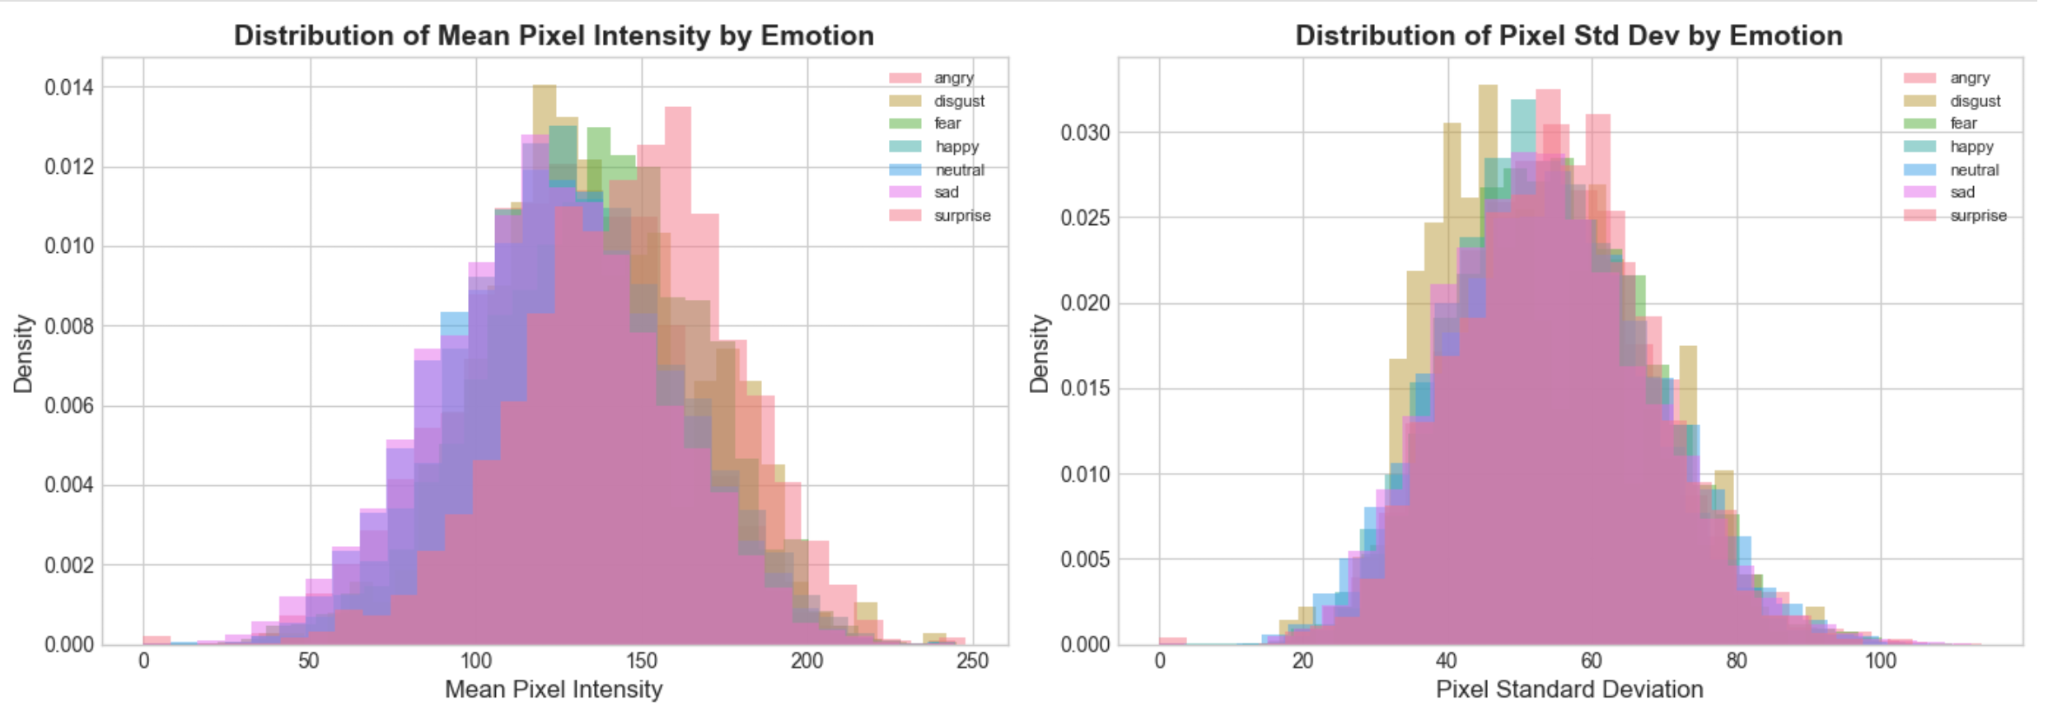 Distribution of Mean Pixel Intensity by Emotion
angry
disgust
fear
happy
neutral
sad
surprise
0.014
0.012
0.010
0.008
0.006
0.004
0.002
0.000
Density
0
50
100
150
200
250
Mean Pixel Intensity
Distribution of Pixel Std Dev by Emotion
angry
disgust
fear
happy
neutral
sad
surprise
0.030
0.025
0.020
0.015
0.010
0.005
0.000
Density
0
20
40
60
80
100
Pixel Standard Deviation